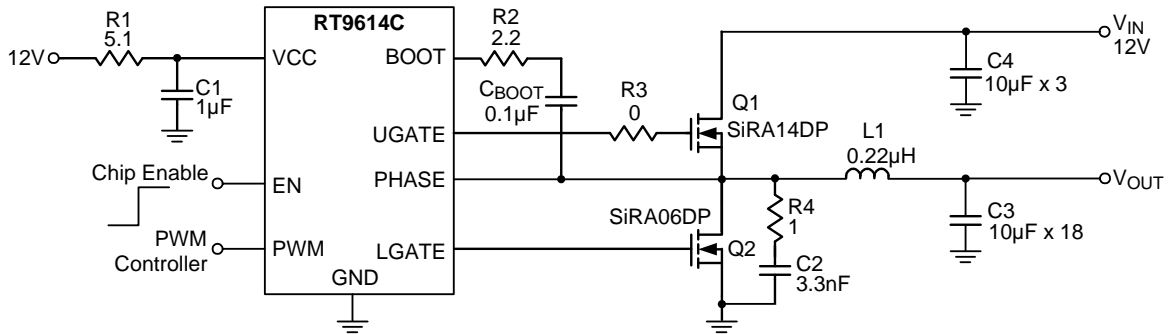 RT9614C
R1
5.1
12V
C1
1µF
VCC
BOOT
R2
2.2
CBOOT
0.1µF
UGATE
R3
0
Q1
SiRA14DP
VIN
12V
C4
10µF x 3
Chip Enable
EN
PHASE
L1
0.22µH
VOUT
C3
10µF x 18
PWM
Controller
PWM
LGATE
SiRA06DP
Q2
R4
1
C2
3.3nF
GND